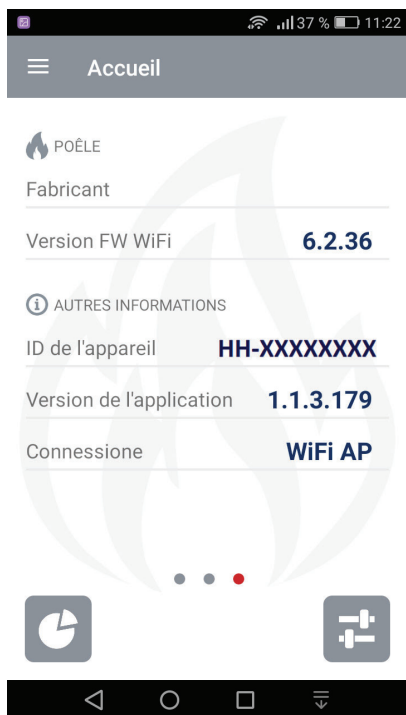 37 % 11:22
Accueil
POÊLE
Fabricant
Version FW WiFi 6.2.36
AUTRES INFORMATIONS
ID de l'appareil HH-XXXXXXXX
Version de l'application 1.1.3.179
Connessione WiFi AP